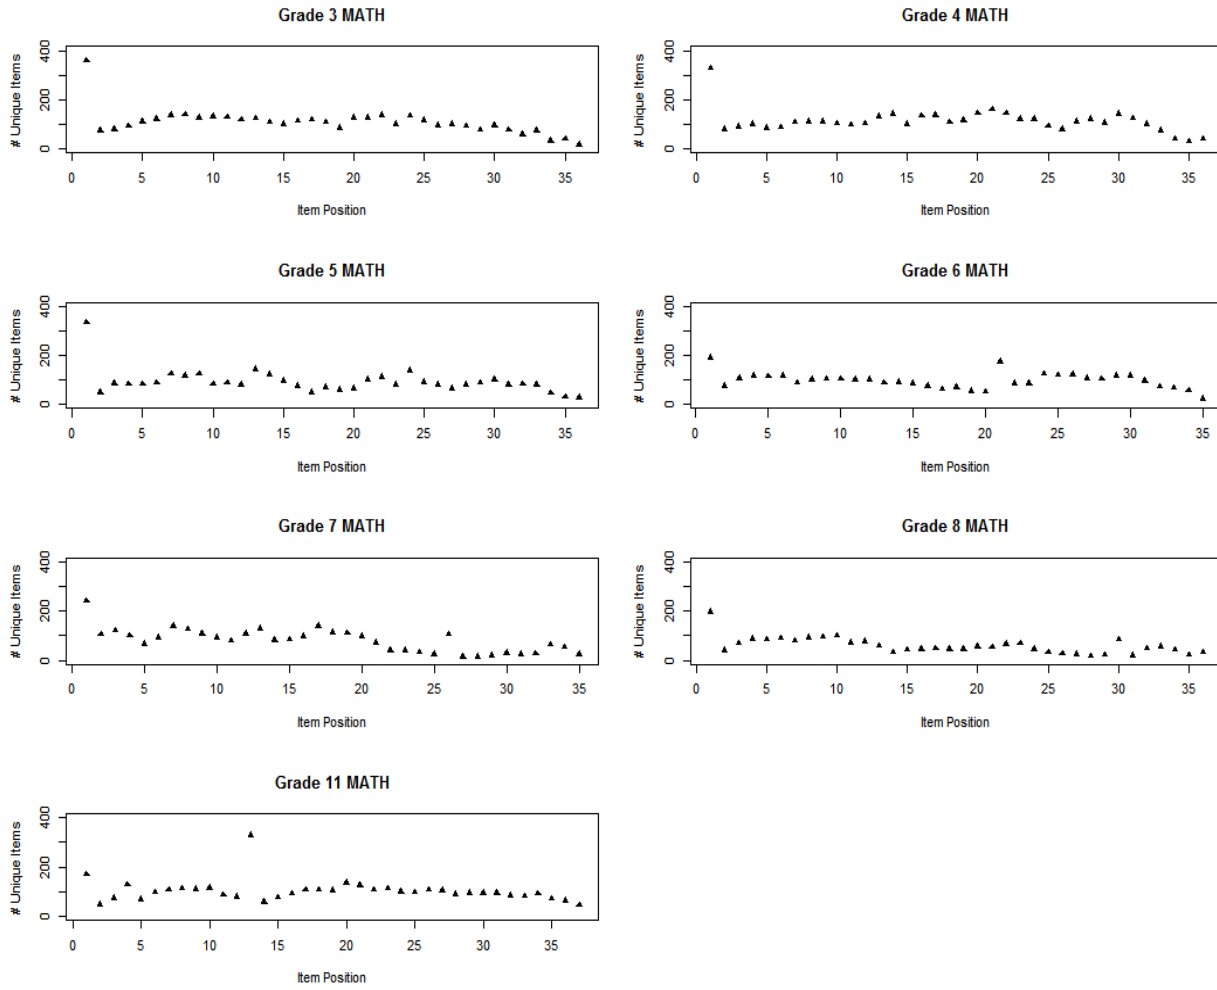 Grade 3 MATH
# Unique Items
400
200
0
0 5 10 15 20 25 30 35
Item Position
Grade 4 MATH
# Unique Items
400
200
0
0 5 10 15 20 25 30 35
Item Position
Grade 5 MATH
# Unique Items
400
200
0
0 5 10 15 20 25 30 35
Item Position
Grade 6 MATH
# Unique Items
400
200
0
0 5 10 15 20 25 30 35
Item Position
Grade 7 MATH
# Unique Items
400
200
0
0 5 10 15 20 25 30 35
Item Position
Grade 8 MATH
# Unique Items
400
200
0
0 5 10 15 20 25 30 35
Item Position
Grade 11 MATH
# Unique Items
400
200
0
0 5 10 15 20 25 30 35
Item Position